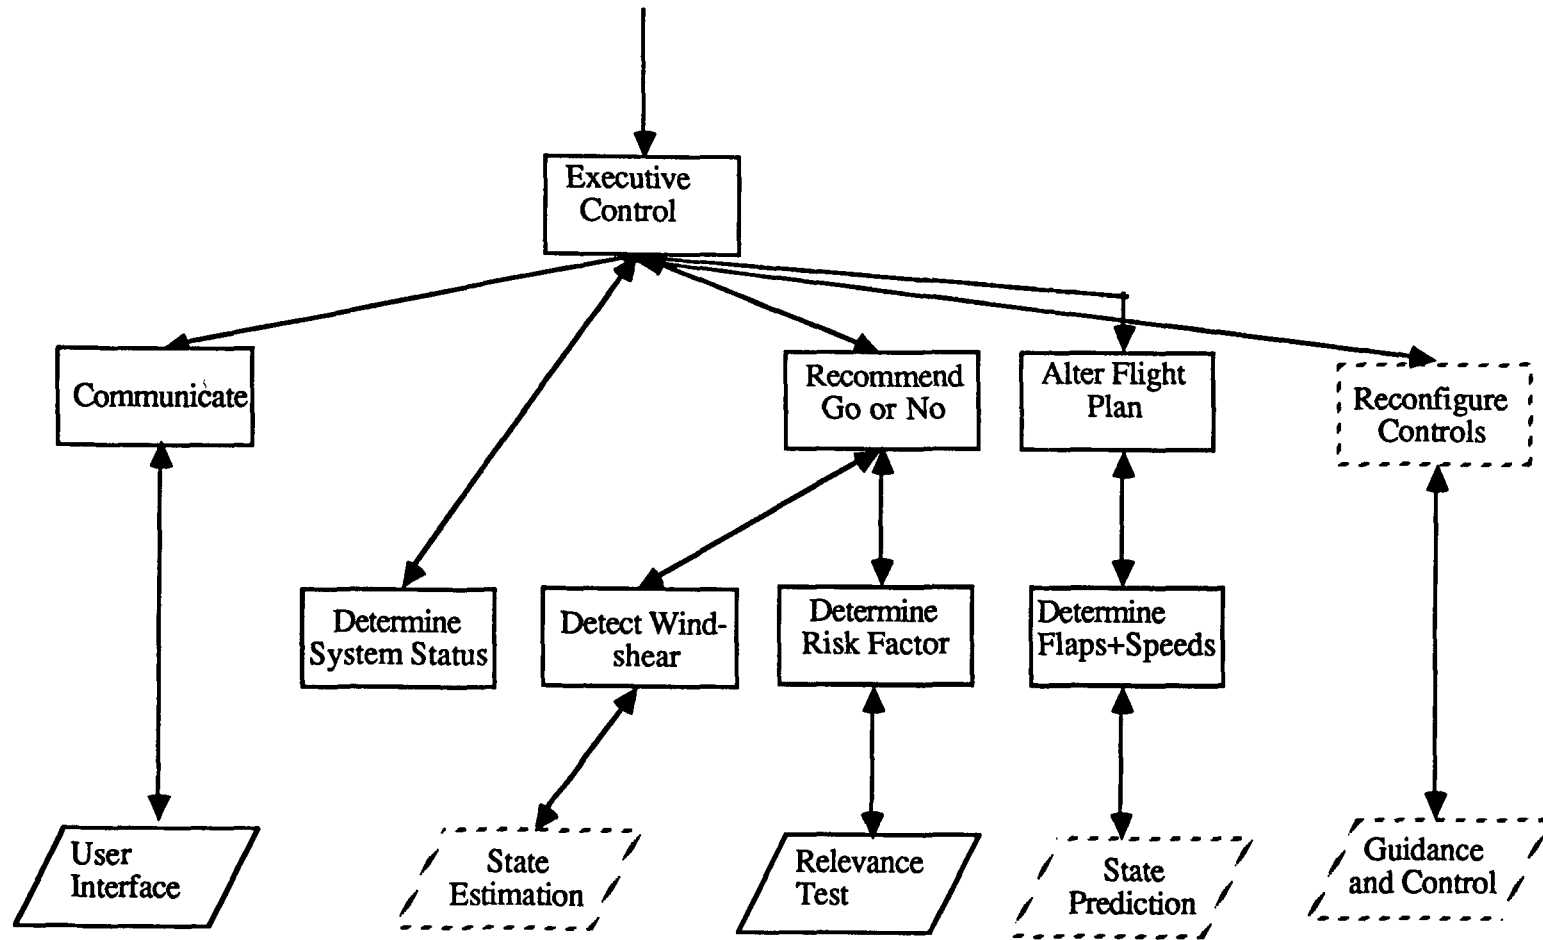 Executive
Control
Communicate
Recommend
Go or No
Alter Flight
Plan
Reconfigure
Controls
Determine
System Status
Detect Wind-
shear
Determine
Risk Factor
Determine
Flaps+Speeds
User
Interface
State
Estimation
Relevance
Test
State
Prediction
Guidance
and Control